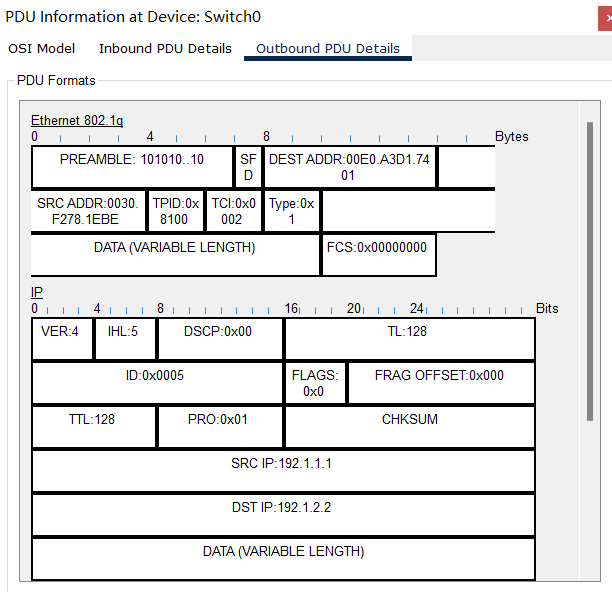 PDU Information at Device: Switch0
OSI Model Inbound PDU Details Outbound PDU Details
PDU Formats
Ethernet 802.1q
0 4 8 Bytes
PREAMBLE: 101010..10 SF DEST ADDR:00E0.A3D1.74
D 01
SRC ADDR:0030. TPID:0x TCI:0x0 Type:0x
F278.1EBE 8100 002 1
DATA (VARIABLE LENGTH) FCS:0x00000000
IP
0 4 8 16 20 24 Bits
VER:4 IHL:5 DSCP:0x00 TL:128
ID:0x0005 FLAGS: FRAG OFFSET:0x000
0x0
TTL:128 PRO:0x01 CHKSUM
SRC IP:192.1.1.1
DST IP:192.1.2.2
DATA (VARIABLE LENGTH)